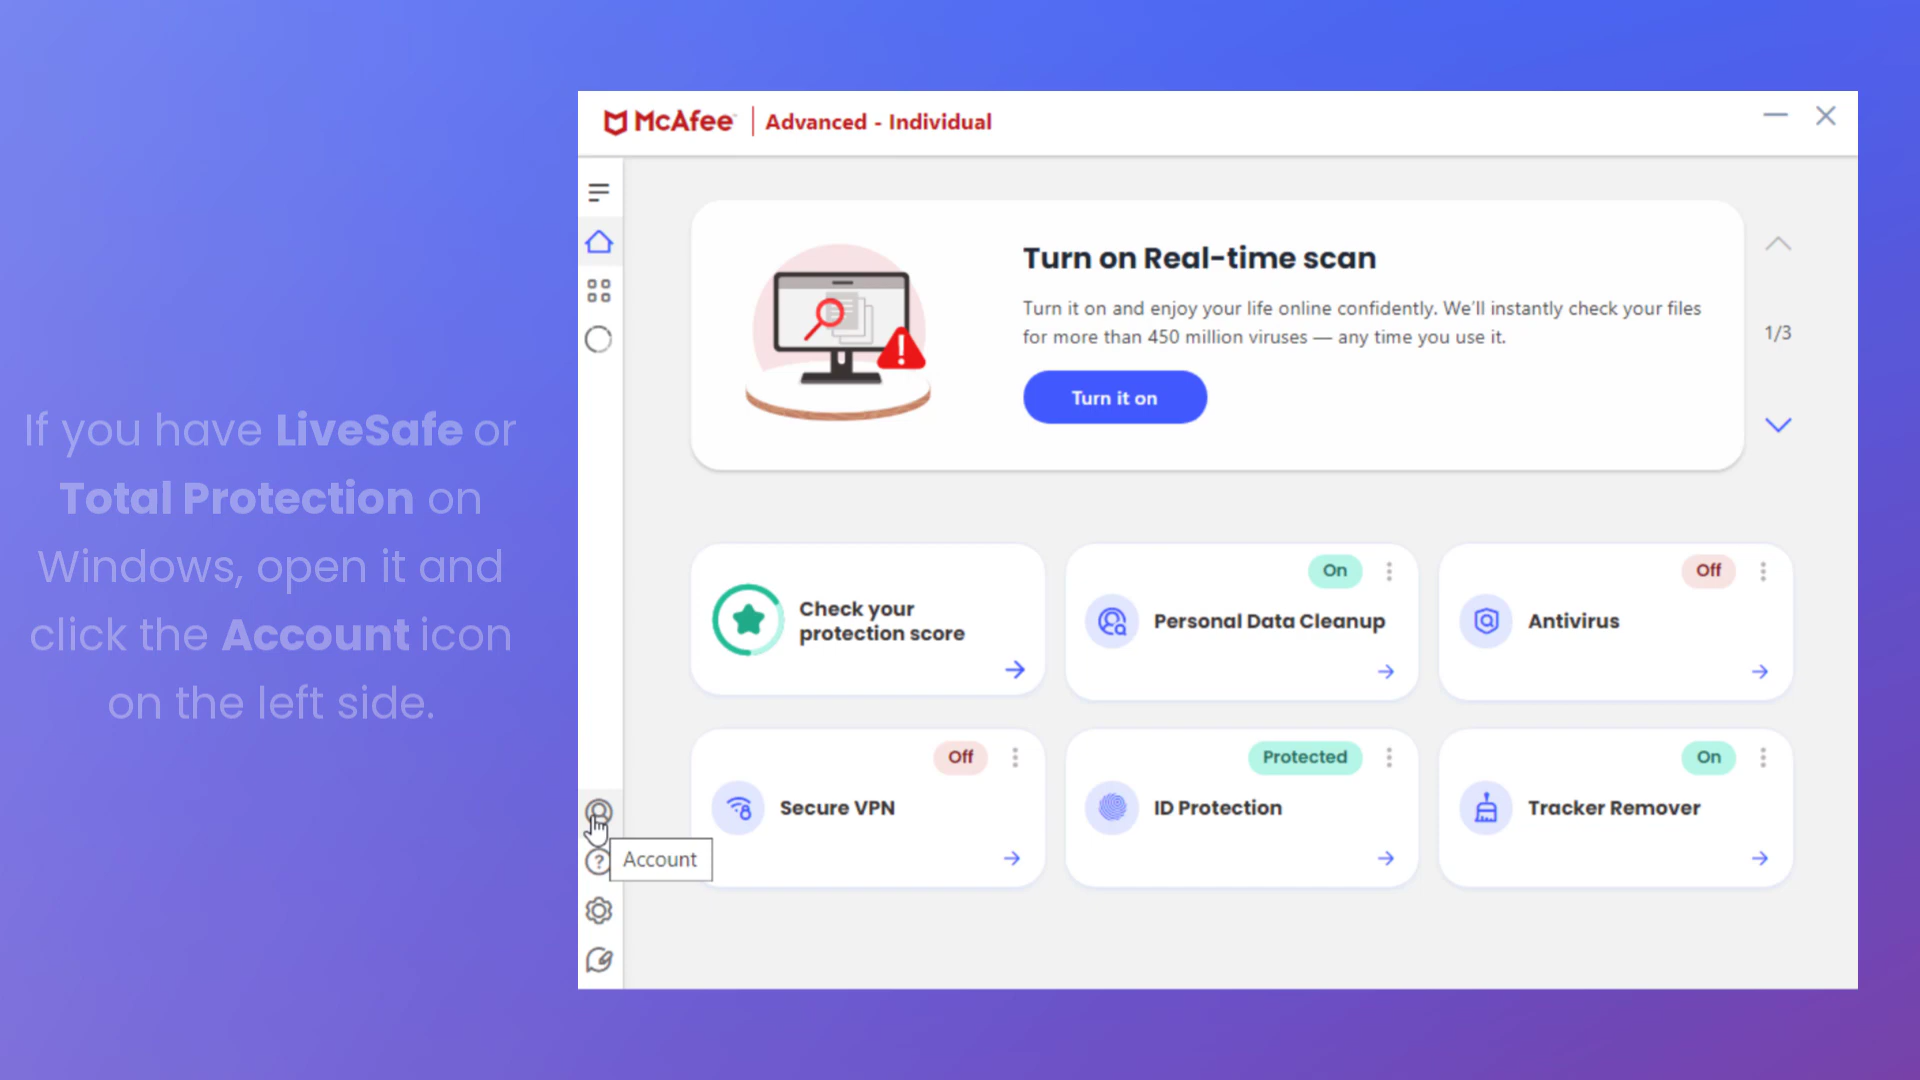 If you have LiveSafe or
Total Protection on
Windows, open it and
click the Account icon
on the left side.
McAfee | Advanced - Individual
Turn on Real-time scan
Turn it on and enjoy your life online confidently. We'll instantly check your files
for more than 450 million viruses — any time you use it.
Turn it on
1/3
Check your
protection score
On
Personal Data Cleanup
Off
Antivirus
Off
Secure VPN
Protected
ID Protection
On
Tracker Remover
?
Account